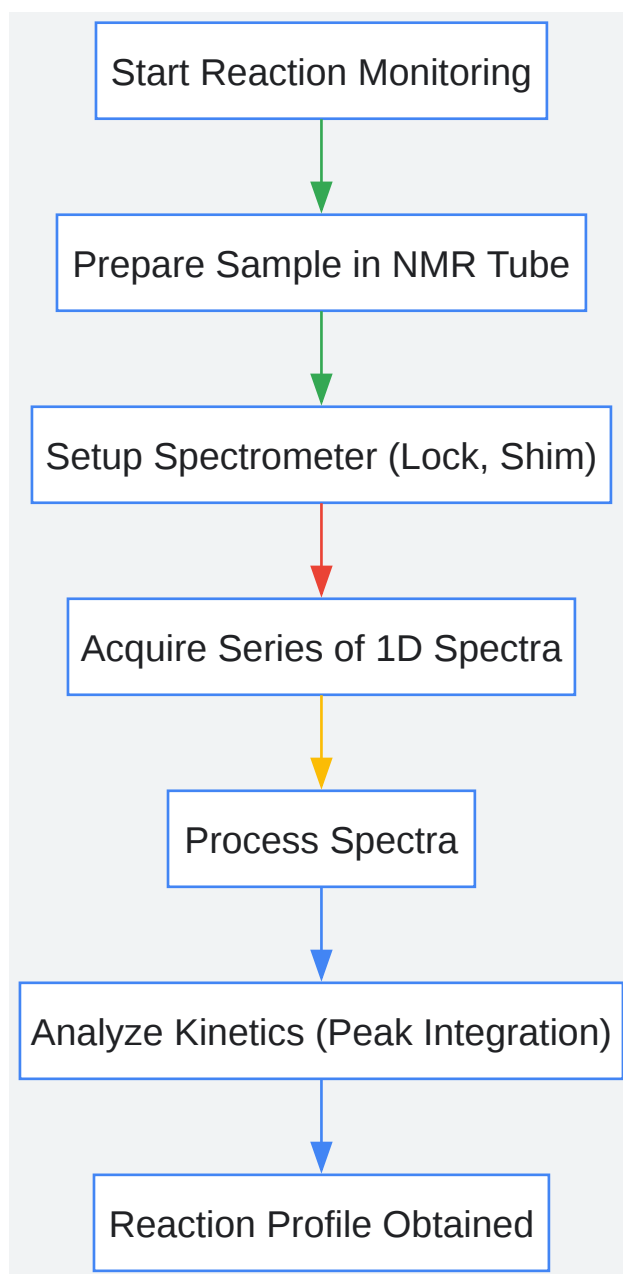 Start Reaction Monitoring
Prepare Sample in NMR Tube
Setup Spectrometer (Lock, Shim)
Acquire Series of 1D Spectra
Process Spectra
Analyze Kinetics (Peak Integration)
Reaction Profile Obtained